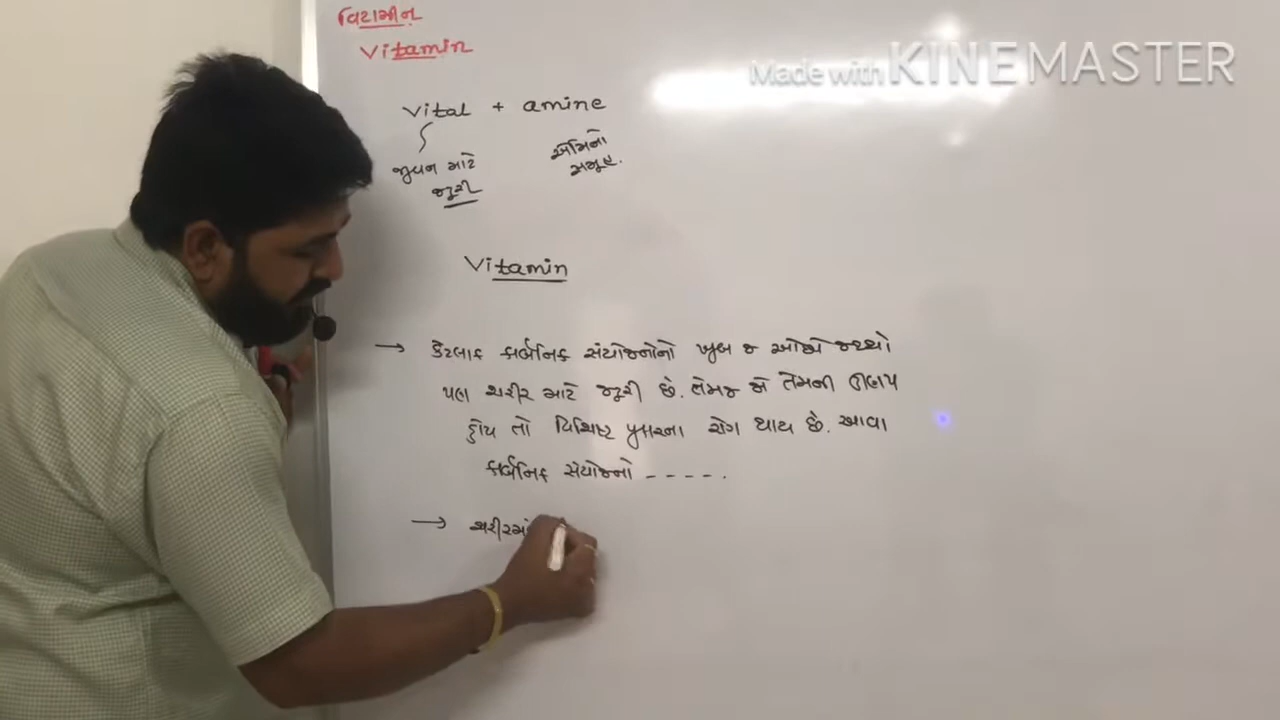 વિટામીન
Vitamin
Made with KINEMASTER
Vital + amine
જીવન માટે
જરૂરી
એમિનો
સમૂહ.
Vitamin
→ કેટલાક કાર્બનિક સંયોજનોનો ખુબ જ ઓછો જથ્થો
પણ શરીર માટે જરૂરી છે. તેમજ જો તેમની ઊણપ
હોય તો વિશિષ્ટ પ્રકારના રોગ થાય છે. આવા
કાર્બનિક સંયોજનો ----.
→ શરીરમાં